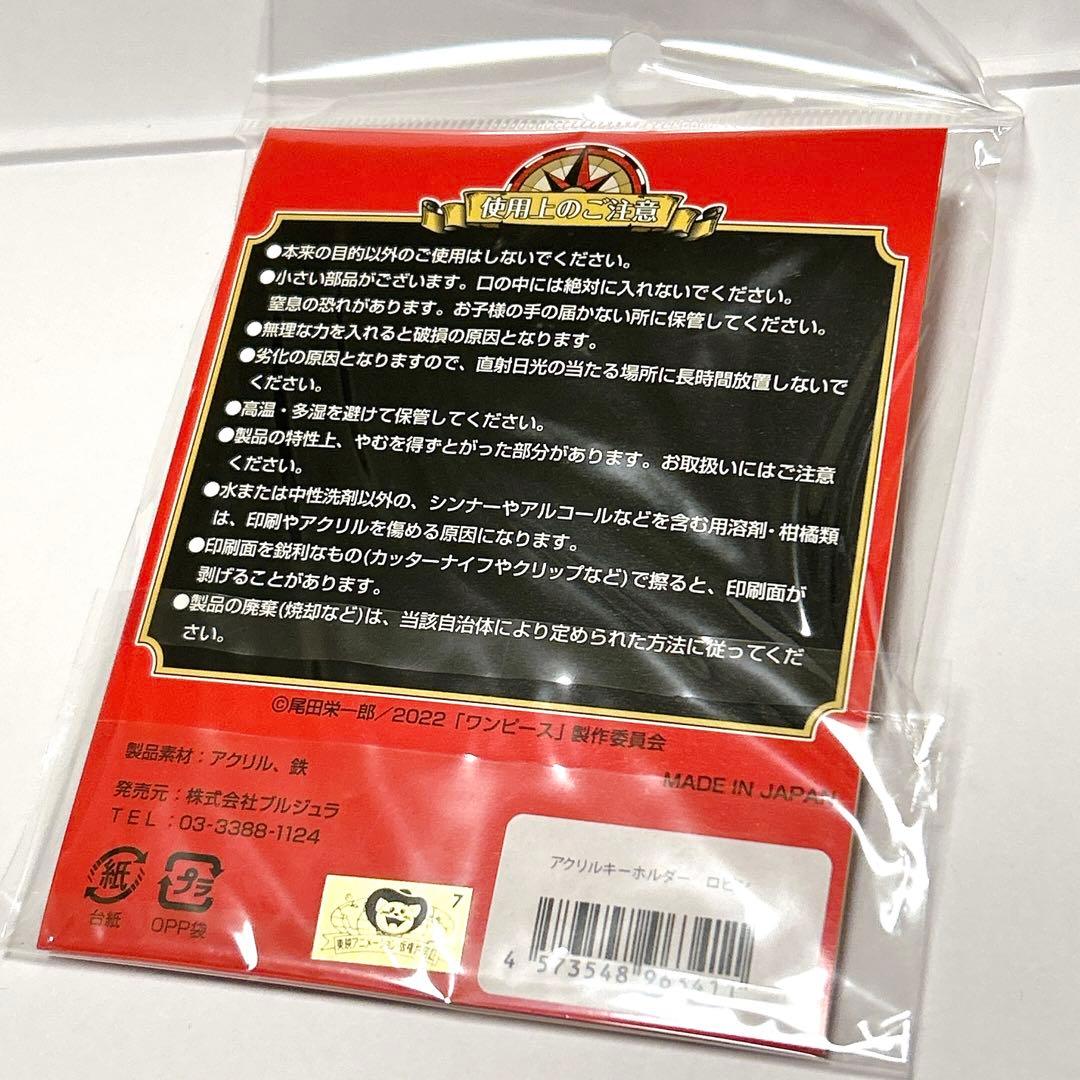 使用上のご注意
●本来の目的以外のご使用はしないでください。
●小さい部品がございます。口の中には絶対に入れないでください。
窒息の恐れがあります。お子様の手の届かない所に保管してください。
●無理な力を入れると破損の原因となります。
●劣化の原因となりますので、直射日光の当たる場所に長時間放置しないで
ください。
●高温・多湿を避けて保管してください。
●製品の特性上、やむを得ずとがった部分があります。お取扱いにはご注意
ください。
●水または中性洗剤以外の、シンナーやアルコールなどを含む用溶剤・柑橘類
は、印刷やアクリルを傷める原因になります。
●印刷面を鋭利なもの(カッターナイフやクリップなど)で擦ると、印刷面が
剥げることがあります。
●製品の廃棄(焼却など)は、当該自治体により定められた方法に従ってくだ
さい。
©尾田栄一郎／2022「ワンピース」製作委員会
製品素材：アクリル、鉄
MADE IN JAPAN
発売元：株式会社ブルジュラ
TEL：03-3388-1124
紙
プラ
台紙
OPP袋
7
東映アニメーション
アクリルキーホルダー
4 573548